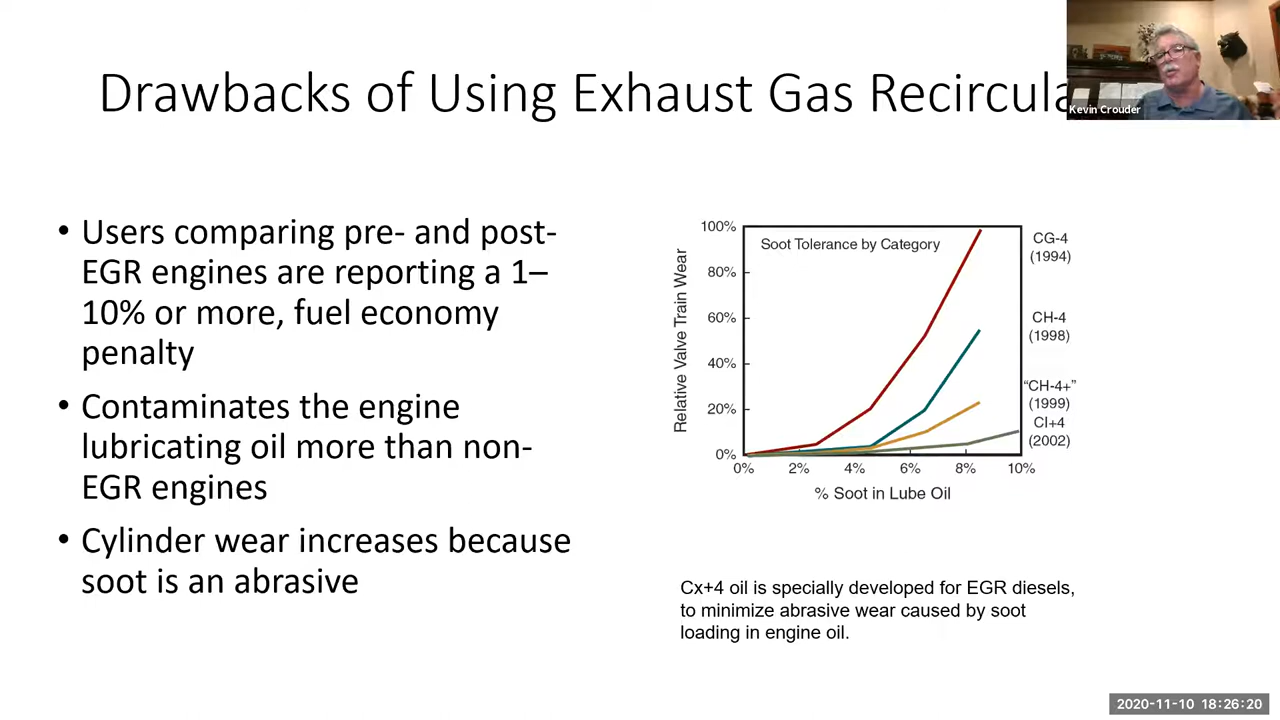 Drawbacks of Using Exhaust Gas Recircula
Kevin Crouder
• Users comparing pre- and post-
EGR engines are reporting a 1–
10% or more, fuel economy
penalty
• Contaminates the engine
lubricating oil more than non-
EGR engines
• Cylinder wear increases because
soot is an abrasive
Soot Tolerance by Category
Relative Valve Train Wear
100%
80%
60%
40%
20%
0%
0% 2% 4% 6% 8% 10%
% Soot in Lube Oil
CG-4
(1994)
CH-4
(1998)
“CH-4+”
(1999)
CI+4
(2002)
Cx+4 oil is specially developed for EGR diesels,
to minimize abrasive wear caused by soot
loading in engine oil.
2020-11-10 18:26:20